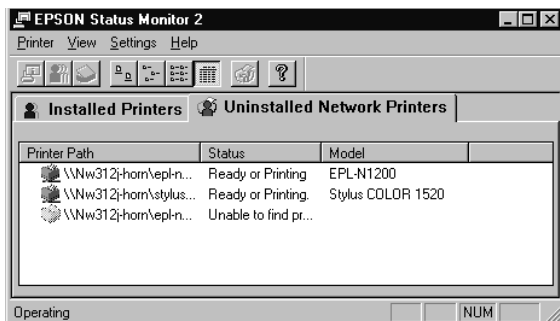 EPSON Status Monitor 2
Printer View Settings Help
Installed Printers Uninstalled Network Printers
Printer Path Status Model
\\Nw312j-horn\epl-n... Ready or Printing EPL-N1200
\\Nw312j-horn\stylus... Ready or Printing. Stylus COLOR 1520
\\Nw312j-horn\epl-n... Unable to find pr...
Operating NUM